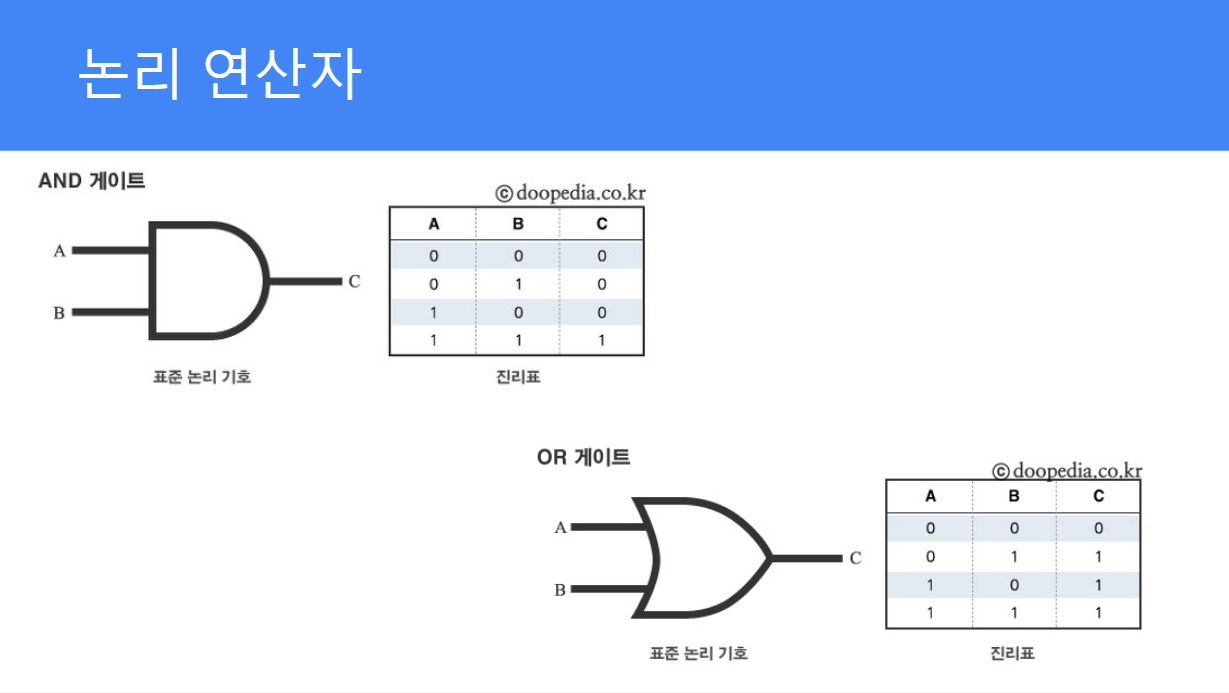 논리 연산자
AND 게이트
ⓒdoopedia.co.kr
A B C
A
B
C
0 0 0
0 1 0
1 0 0
1 1 1
표준 논리 기호
진리표
OR 게이트
ⓒdoopedia.co.kr
A B C
A
B
C
0 0 0
0 1 1
1 0 1
1 1 1
표준 논리 기호
진리표